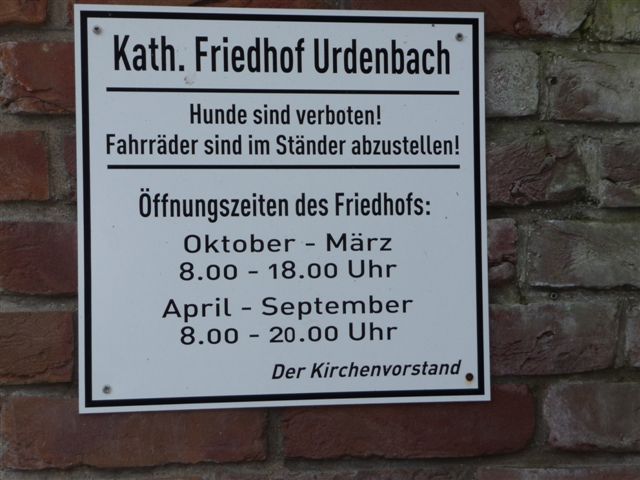 Kath. Friedhof Urdenbach
Hunde sind verboten!
Fahrräder sind im Ständer abzustellen!
Öffnungszeiten des Friedhofs:
Oktober - März
8.00 - 18.00 Uhr
April - September
8.00 - 20.00 Uhr
Der Kirchenvorstand